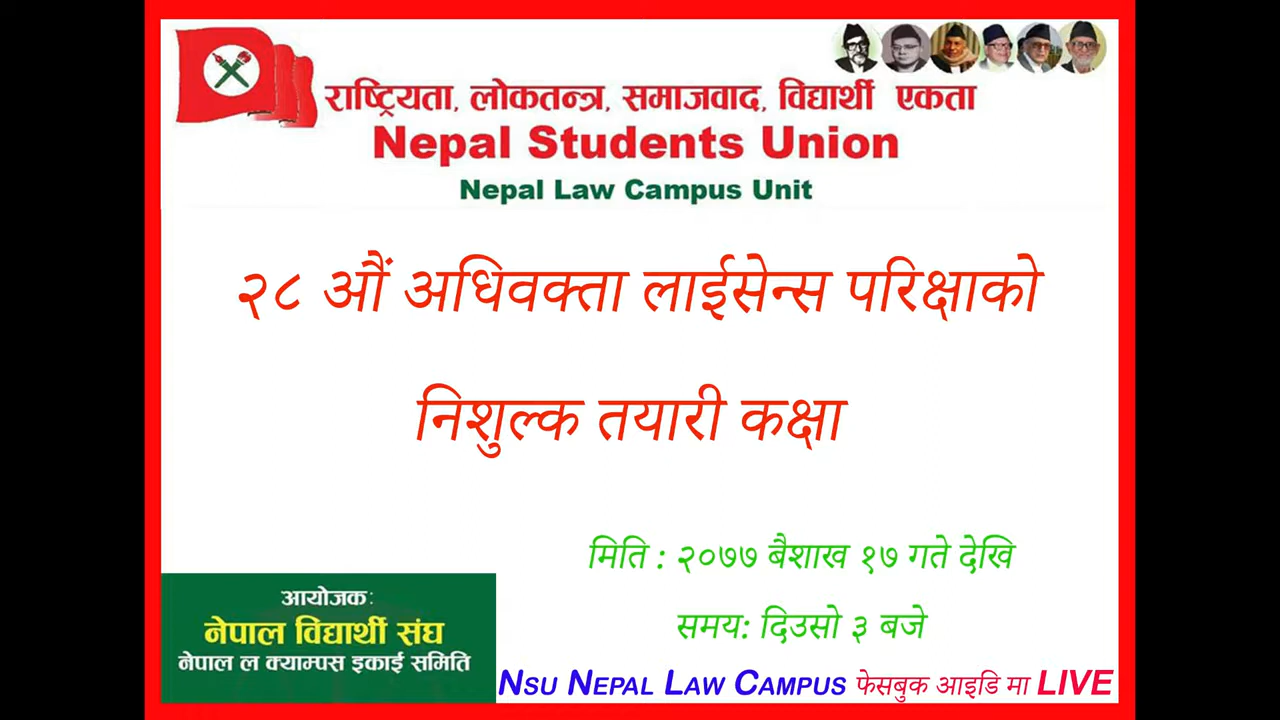 राष्ट्रियता, लोकतन्त्र, समाजवाद, विद्यार्थी एकता
Nepal Students Union
Nepal Law Campus Unit
२८ औं अधिवक्ता लाईसेन्स परिक्षाको
निशुल्क तयारी कक्षा
मिति : २०७७ बैशाख १७ गते देखि
समय: दिउसो ३ बजे
आयोजक:
नेपाल विद्यार्थी संघ
नेपाल ल क्याम्पस इकाई समिति
NSU NEPAL LAW CAMPUS फेसबुक आइडि मा LIVE